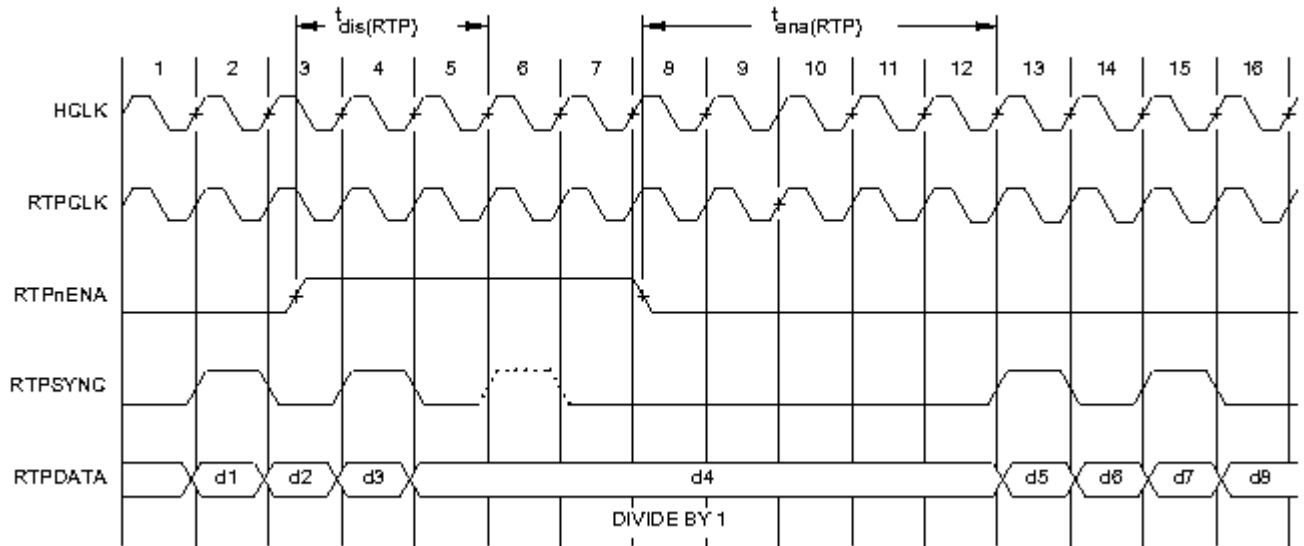 tdis(RTP) tena(RTP)
1 2 3 4 5 6 7 8 9 10 11 12 13 14 15 16
HCLK
RTPCLK
RTPnENA
RTPSYNC
RTPDATA d1 d2 d3 d4 d5 d6 d7 d8
DIVIDE BY 1